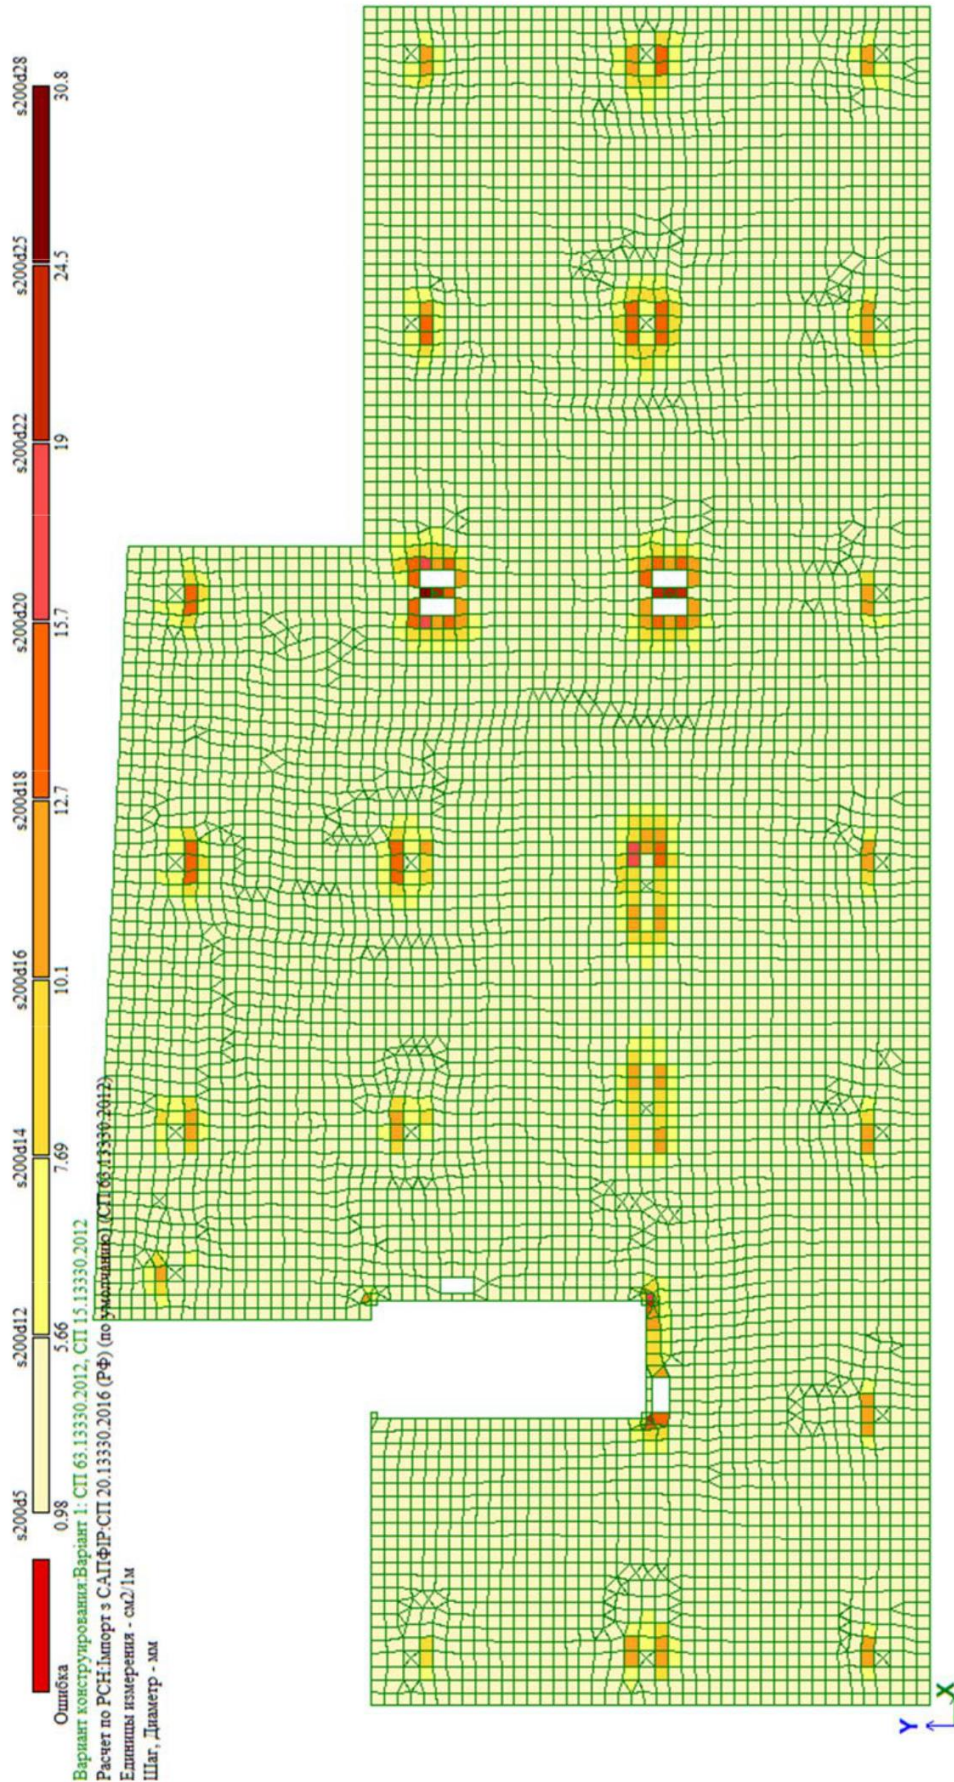 s200d5 s200d12 s200d14 s200d16 s200d18 s200d20 s200d22 s200d25 s200d28
Ошибка 0.98 5.66 7.69 10.1 12.7 15.7 19 24.5 30.8
Вариант конструирования:Варіант 1: СП 63.13330.2012, СП 15.13330.2012
Расчет по РСН:Імпорт з САПФІР:СП 20.13330.2016 (РФ) (по умолчанию) (СП 63.13330.2012)
Единицы измерения - см2/1м
Шаг, Диаметр - мм
Y
X